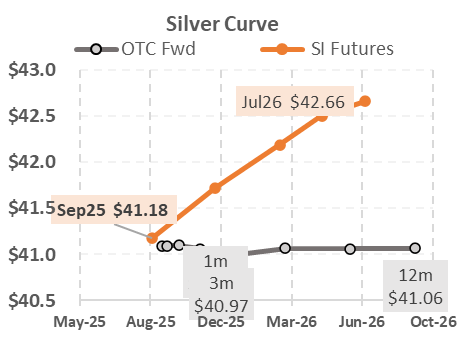 Silver Curve
OTC Fwd SI Futures
$43.0
$42.5
$42.0
$41.5
$41.0
$40.5
Jul26 $42.66
Sep25 $41.18
1m
3m
$40.97
12m
$41.06
May-25 Aug-25 Dec-25 Mar-26 Jun-26 Oct-26